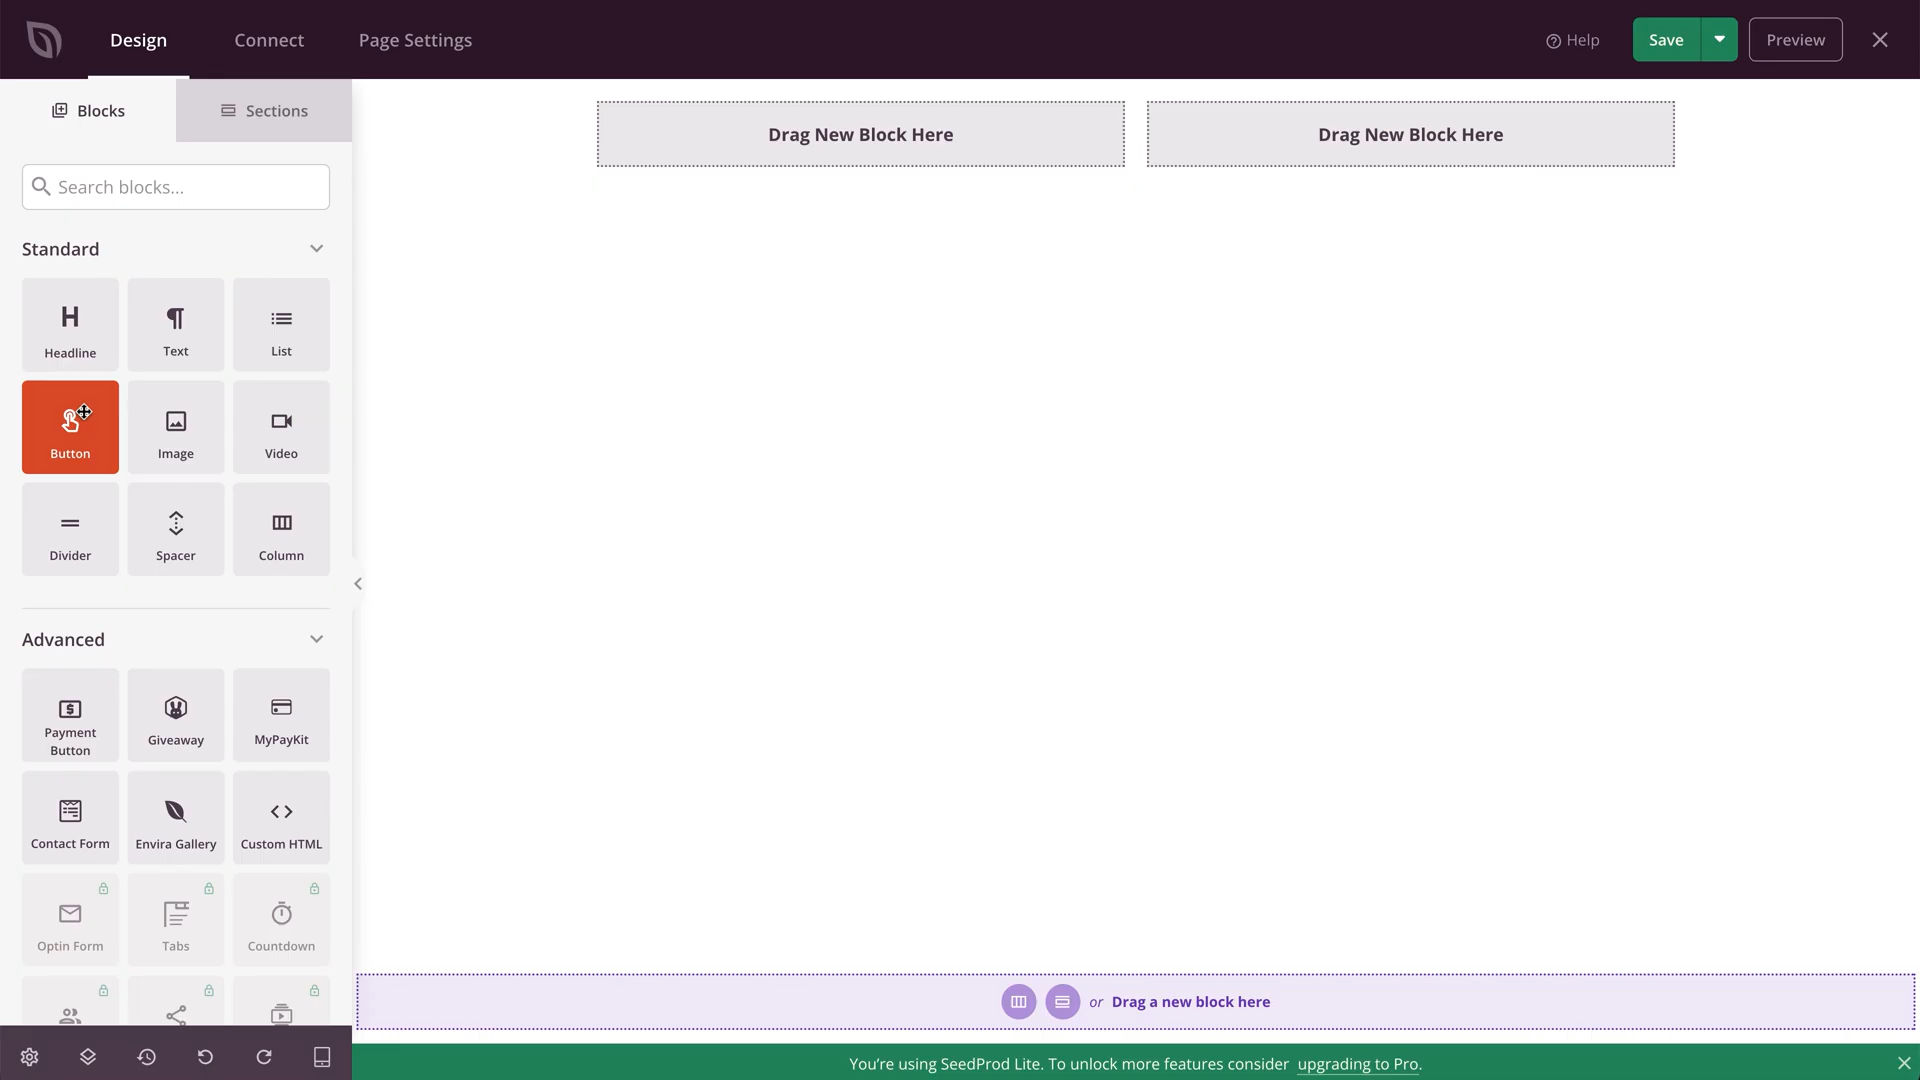 Design
Connect
Page Settings
Help
Save
Preview
Blocks
Sections
Drag New Block Here
Drag New Block Here
Search blocks...
Standard
Headline
Text
List
Button
Image
Video
Divider
Spacer
Column
Advanced
Payment
Button
Giveaway
MyPayKit
Contact Form
Envira Gallery
Custom HTML
Optin Form
Tabs
Countdown
or Drag a new block here
You're using SeedProd Lite. To unlock more features consider upgrading to Pro.